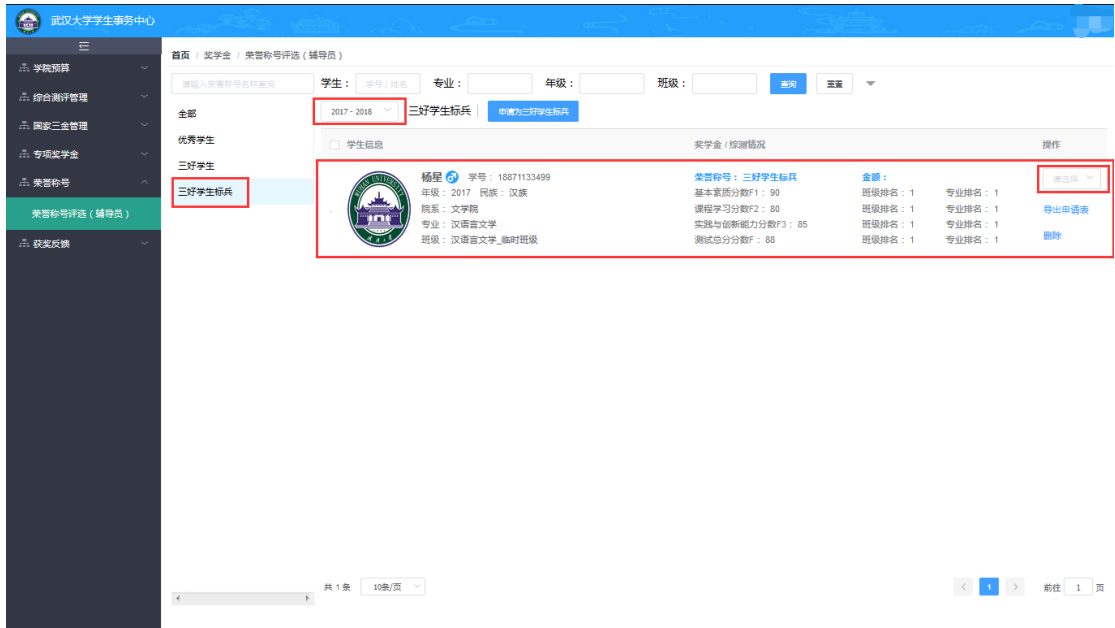 武汉大学学生事务中心
首页 / 奖学金 / 荣誉称号评选（辅导员）
学院预算
综合测评管理
国家三金管理
专项奖学金
荣誉称号
荣誉称号评选（辅导员）
获奖反馈
请输入荣誉称号名称查询
学生： 学号 / 姓名 专业： 年级： 班级： 查询 重置
全部
优秀学生
三好学生
三好学生标兵
2017 - 2018 三好学生标兵 申请为三好学生标兵
学生信息 奖学金 / 综测情况 操作
杨星 学号： 18871133499 荣誉称号： 三好学生标兵 金额： 请选择
年级： 2017 民族： 汉族 基本素质分数F1： 90 班级排名： 1 专业排名： 1
院系： 文学院 课程学习分数F2： 80 班级排名： 1 专业排名： 1 导出申请表
专业： 汉语言文学 实践与创新能力分数F3： 85 班级排名： 1 专业排名： 1
班级： 汉语言文学_临时班级 测试总分分数F： 88 班级排名： 1 专业排名： 1 删除
共 1 条 10条/页 1 前往 1 页